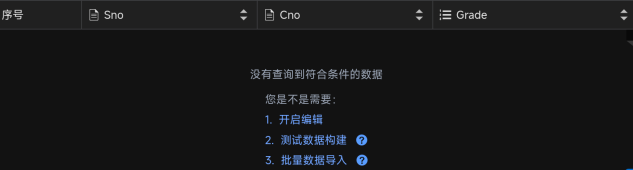 序号 Sno Cno Grade
没有查询到符合条件的数据
您是不是需要：
1. 开启编辑
2. 测试数据构建 ?
3. 批量数据导入 ?